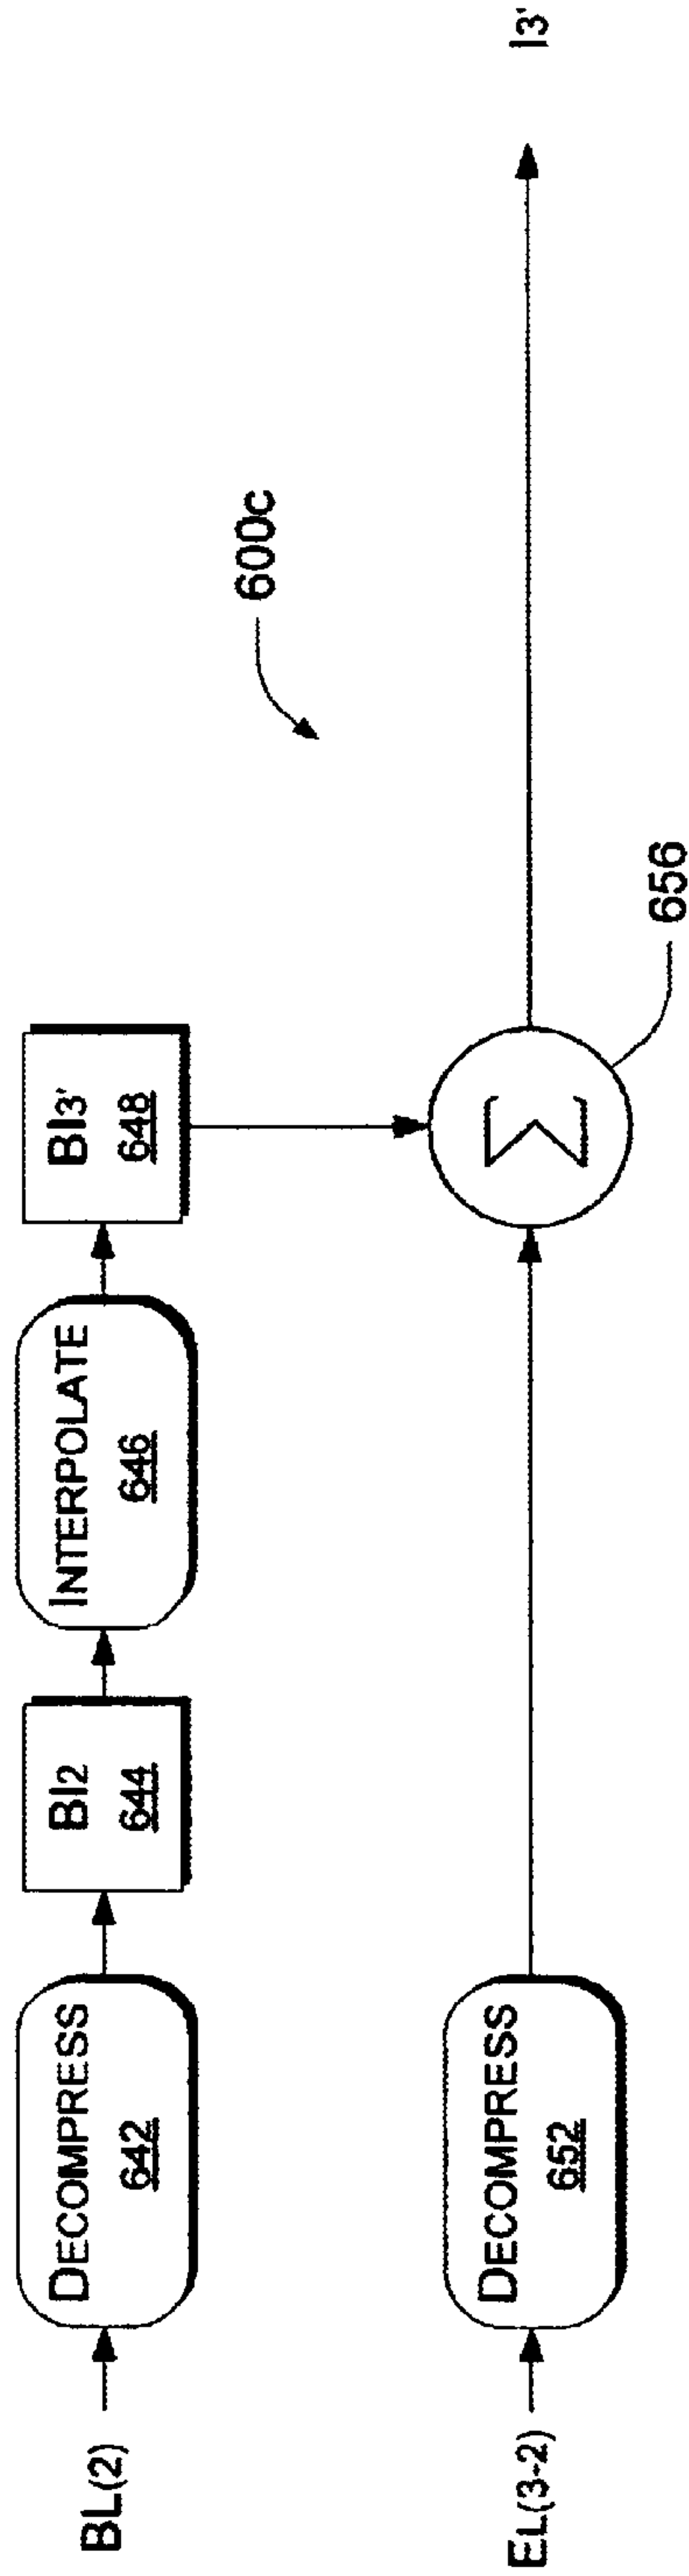 BL(2)
DECOMPRESS
642
BI2
644
INTERPOLATE
646
BI3'
648
600c
EL(3-2)
DECOMPRESS
652
Σ
656
I3'